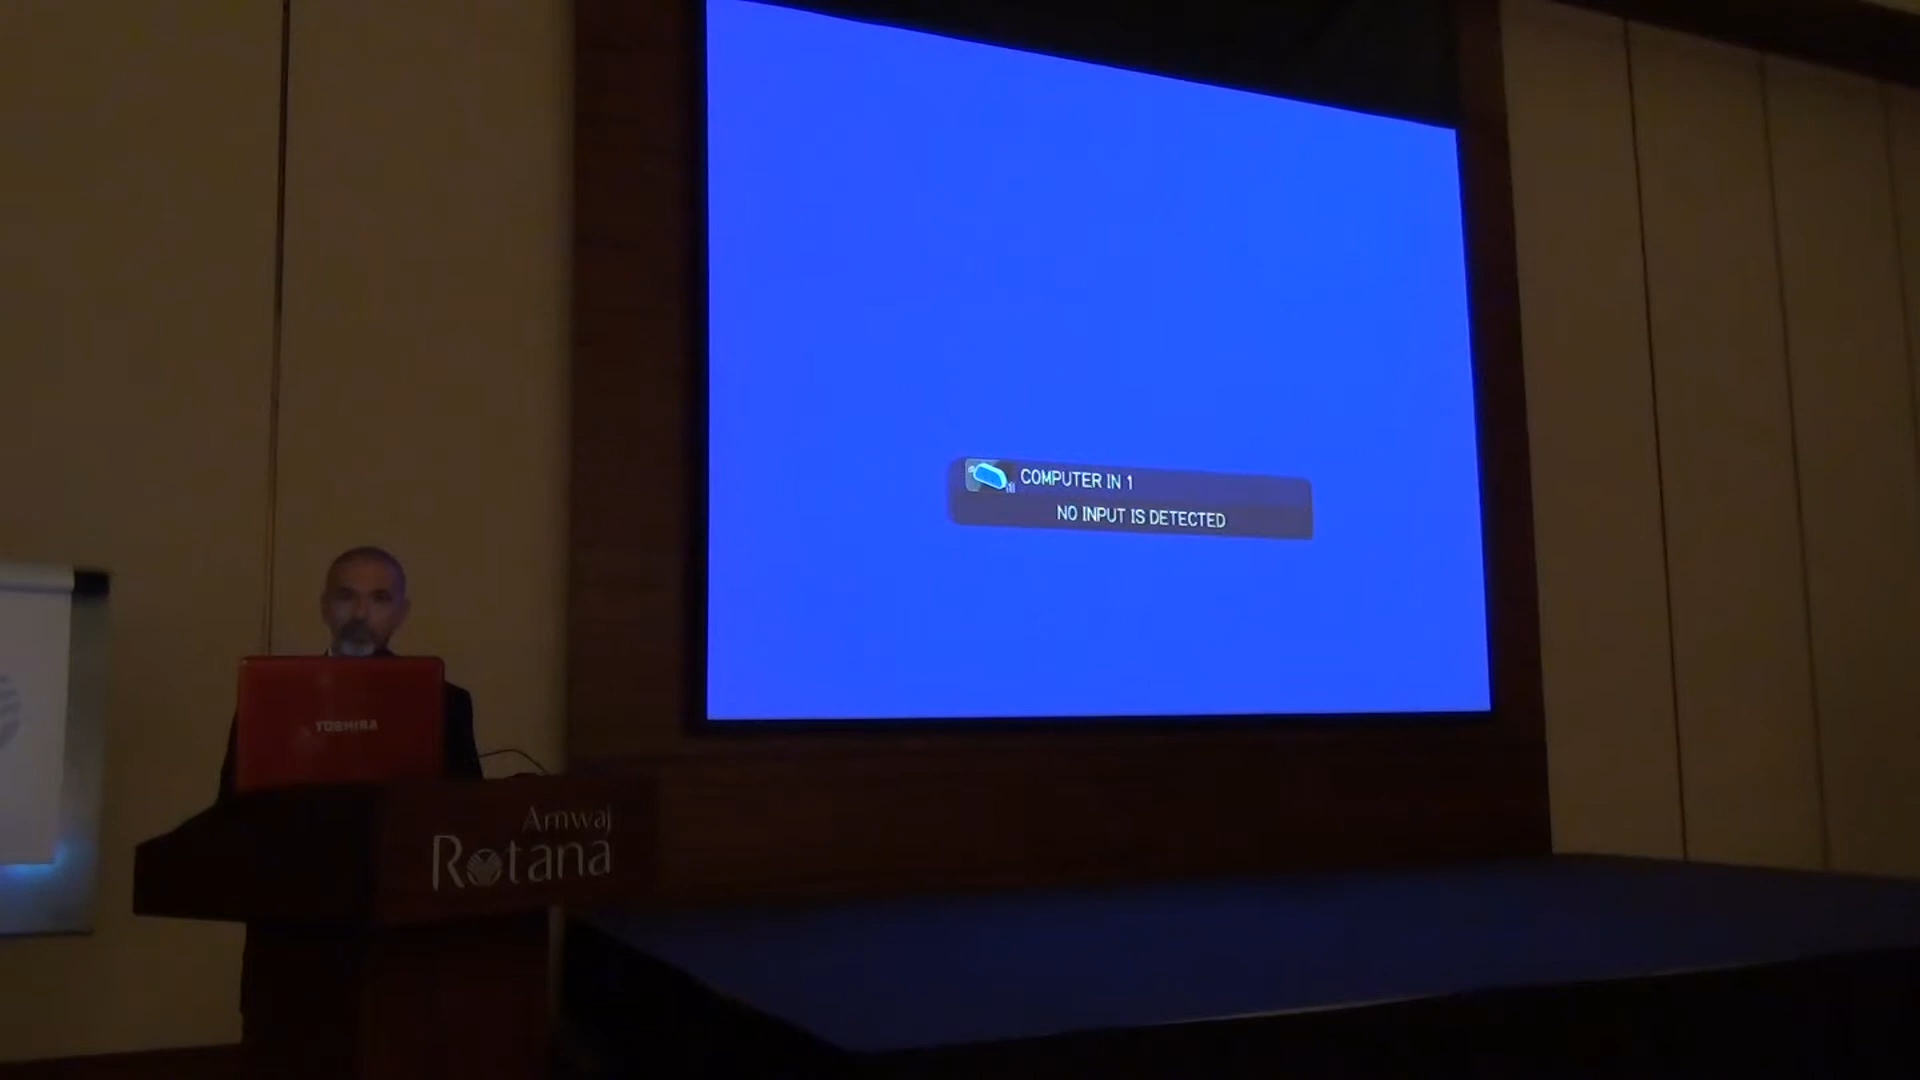 COMPUTER IN 1
NO INPUT IS DETECTED
TOSHIBA
Amwaj
Rotana